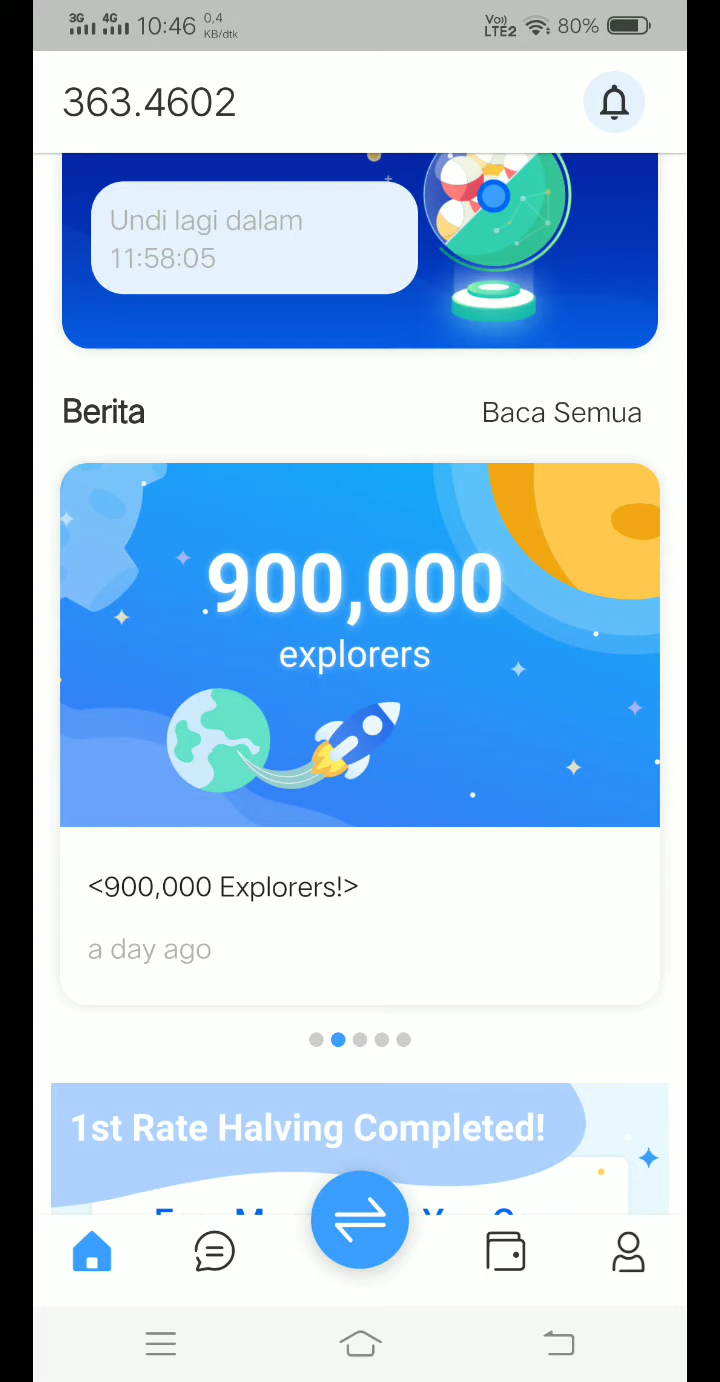 3G 4G 10:46 0,4 KB/dtk Vo)) LTE2 80%
363.4602
Undi lagi dalam
11:58:05
Berita Baca Semua
900,000
explorers
<900,000 Explorers!>
a day ago
1st Rate Halving Completed!